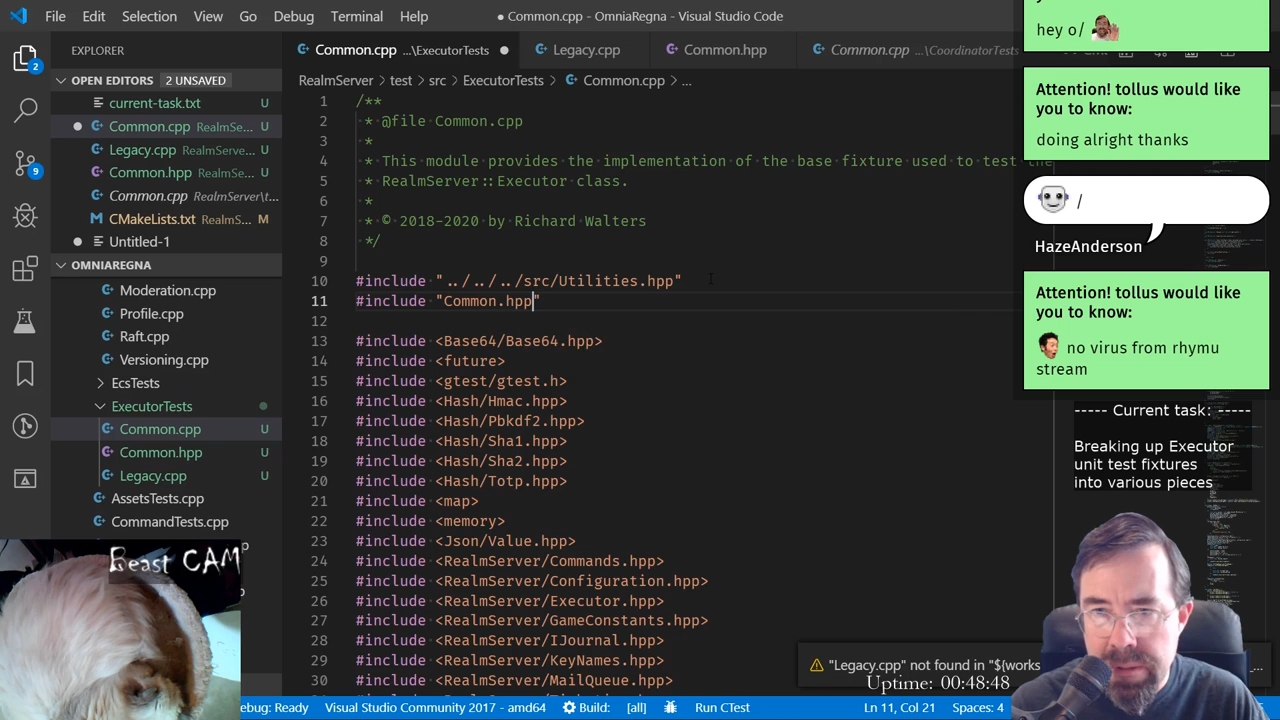 File Edit Selection View Go Debug Terminal Help
● Common.cpp - OmniaRegna - Visual Studio Code
EXPLORER
Common.cpp ...\ExecutorTests ●
Legacy.cpp
Common.hpp
Common.cpp ...\CoordinatorTests
OPEN EDITORS 2 UNSAVED
RealmServer > test > src > ExecutorTests > Common.cpp > ...
current-task.txt U
Common.cpp RealmSe... U
Legacy.cpp RealmServe... U
Common.hpp RealmSer... U
Common.cpp RealmServer\t...
CMakeLists.txt RealmS... M
Untitled-1
OMNIAREGNA
Moderation.cpp
Profile.cpp
Raft.cpp
Versioning.cpp
EcsTests
ExecutorTests
Common.cpp U
Common.hpp U
Legacy.cpp U
AssetsTests.cpp
CommandTests.cpp
2
9
1 /**
2 * @file Common.cpp
3 *
4 * This module provides the implementation of the base fixture used to test the
5 * RealmServer::Executor class.
6 *
7 * © 2018-2020 by Richard Walters
8 */
9
10 #include "../../../src/Utilities.hpp"
11 #include "Common.hpp"
12
13 #include <Base64/Base64.hpp>
14 #include <future>
15 #include <gtest/gtest.h>
16 #include <Hash/Hmac.hpp>
17 #include <Hash/Pbkdf2.hpp>
18 #include <Hash/Sha1.hpp>
19 #include <Hash/Sha2.hpp>
20 #include <Hash/Totp.hpp>
21 #include <map>
22 #include <memory>
23 #include <Json/Value.hpp>
24 #include <RealmServer/Commands.hpp>
25 #include <RealmServer/Configuration.hpp>
26 #include <RealmServer/Executor.hpp>
27 #include <RealmServer/GameConstants.hpp>
28 #include <RealmServer/IJournal.hpp>
29 #include <RealmServer/KeyNames.hpp>
30 #include <RealmServer/MailQueue.hpp>
hey o/
Attention! tollus would like
you to know:
doing alright thanks
/
HazeAnderson
Attention! tollus would like
you to know:
no virus from rhymu
stream
----- Current task: -----
Breaking up Executor
unit test fixtures
into various pieces
Beast CAM
"Legacy.cpp" not found in "${works
Uptime: 00:48:48
ebug: Ready Visual Studio Community 2017 - amd64 Build: [all] Run CTest Ln 11, Col 21 Spaces: 4